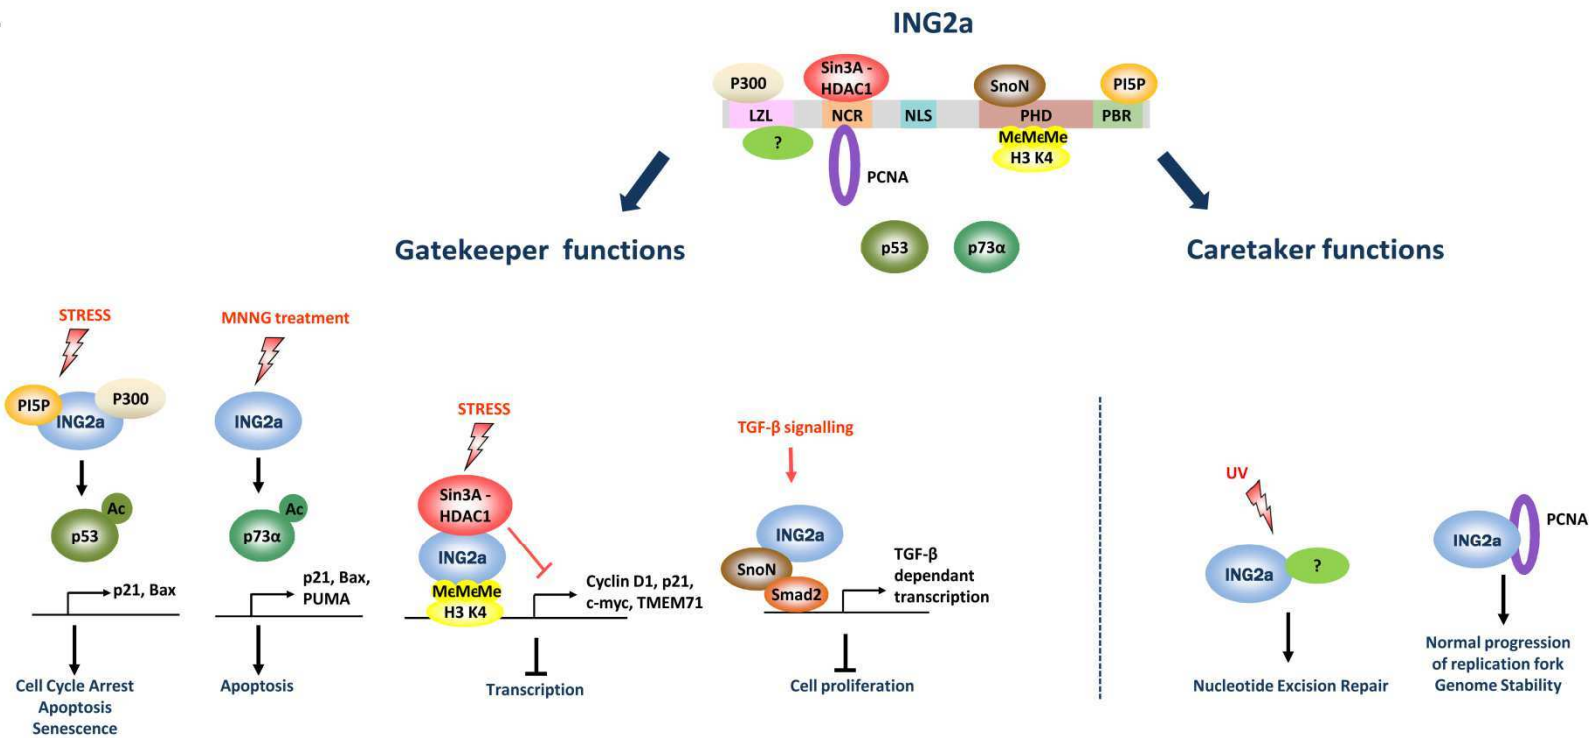 ING2a
P300
Sin3A -
HDAC1
SnoN
PI5P
LZL
NCR
NLS
PHD
PBR
?
MeMeMe
H3 K4
PCNA
p53
p73α
Gatekeeper functions
Caretaker functions
STRESS
PI5P
P300
ING2a
Ac
p53
p21, Bax
Cell Cycle Arrest
Apoptosis
Senescence
MNNG treatment
ING2a
Ac
p73α
p21, Bax,
PUMA
Apoptosis
STRESS
Sin3A -
HDAC1
ING2a
MeMeMe
H3 K4
Cyclin D1, p21,
c-myc, TMEM71
Transcription
TGF-β signalling
ING2a
SnoN
Smad2
TGF-β
dependant
transcription
Cell proliferation
UV
ING2a
?
Nucleotide Excision Repair
ING2a
PCNA
Normal progression
of replication fork
Genome Stability